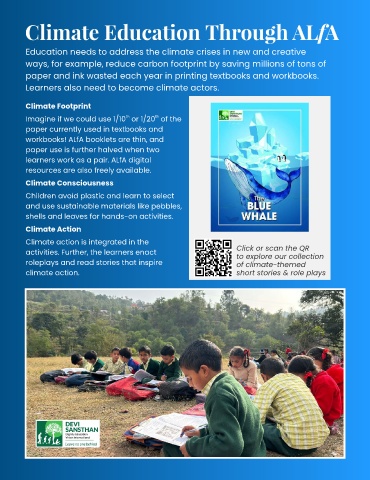 Climate Education Through ALfA
Education needs to address the climate crises in new and creative
ways, for example, reduce carbon footprint by saving millions of tons of
paper and ink wasted each year in printing textbooks and workbooks.
Learners also need to become climate actors.
Climate Footprint
Imagine if we could use 1/10th or 1/20th of the
paper currently used in textbooks and
workbooks! ALfA booklets are thin, and
paper use is further halved when two
learners work as a pair. ALfA digital
resources are also freely available.
Climate Consciousness
Children avoid plastic and learn to select
and use sustainable materials like pebbles,
shells and leaves for hands-on activities.
Climate Action
Climate action is integrated in the
activities. Further, the learners enact
roleplays and read stories that inspire
climate action.
The
BLUE
WHALE
Click or scan the QR
to explore our collection
of climate-themed
short stories & role plays
DEVI
SANSTHAN